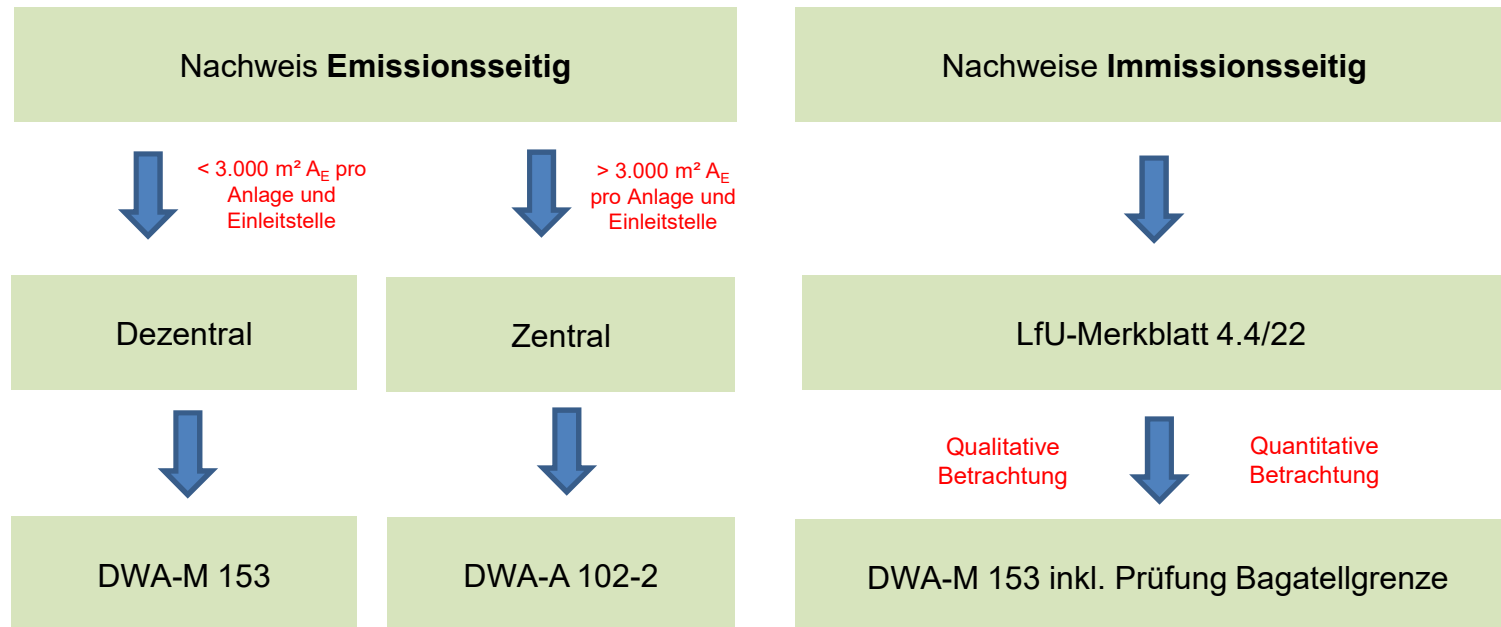 Nachweis Emissionsseitig
Nachweise Immissionsseitig
< 3.000 m² A_E pro
Anlage und
Einleitstelle
> 3.000 m² A_E
pro Anlage und
Einleitstelle
Dezentral
Zentral
LfU-Merkblatt 4.4/22
Qualitative
Betrachtung
Quantitative
Betrachtung
DWA-M 153
DWA-A 102-2
DWA-M 153 inkl. Prüfung Bagatellgrenze